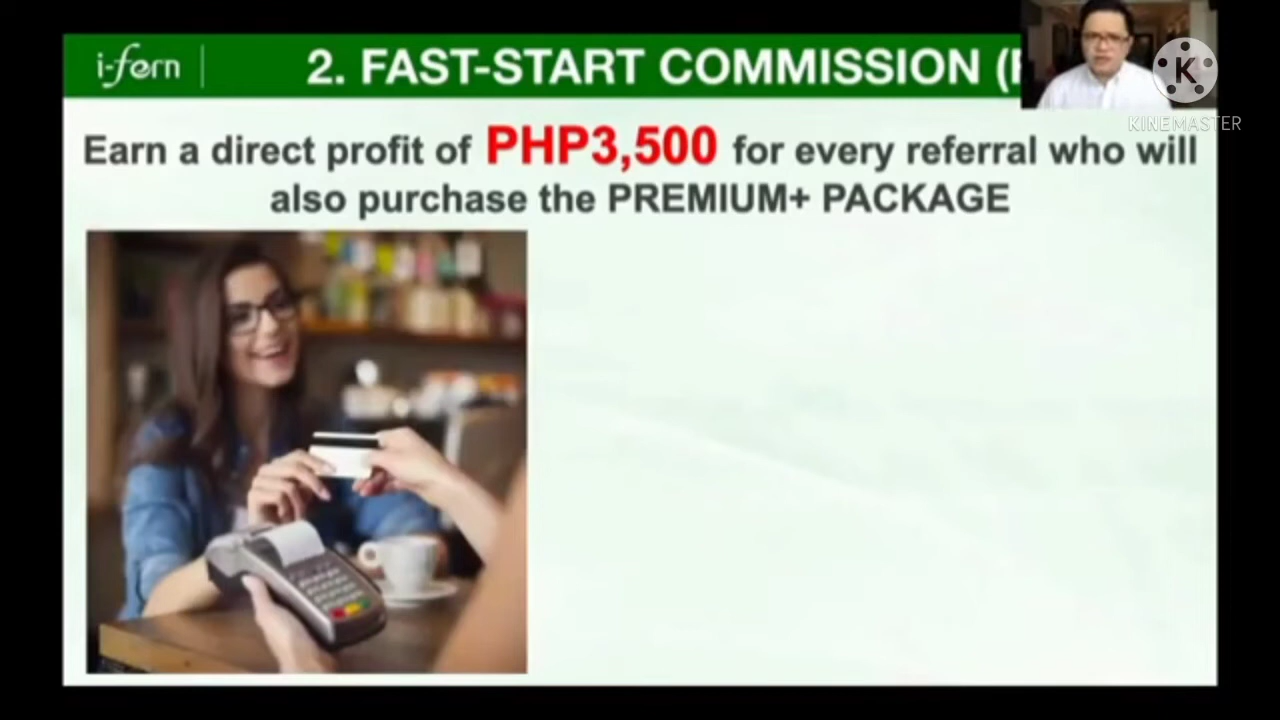 i-fern
2. FAST-START COMMISSION (
Earn a direct profit of PHP3,500 for every referral who will
also purchase the PREMIUM+ PACKAGE
K
KINEMASTER